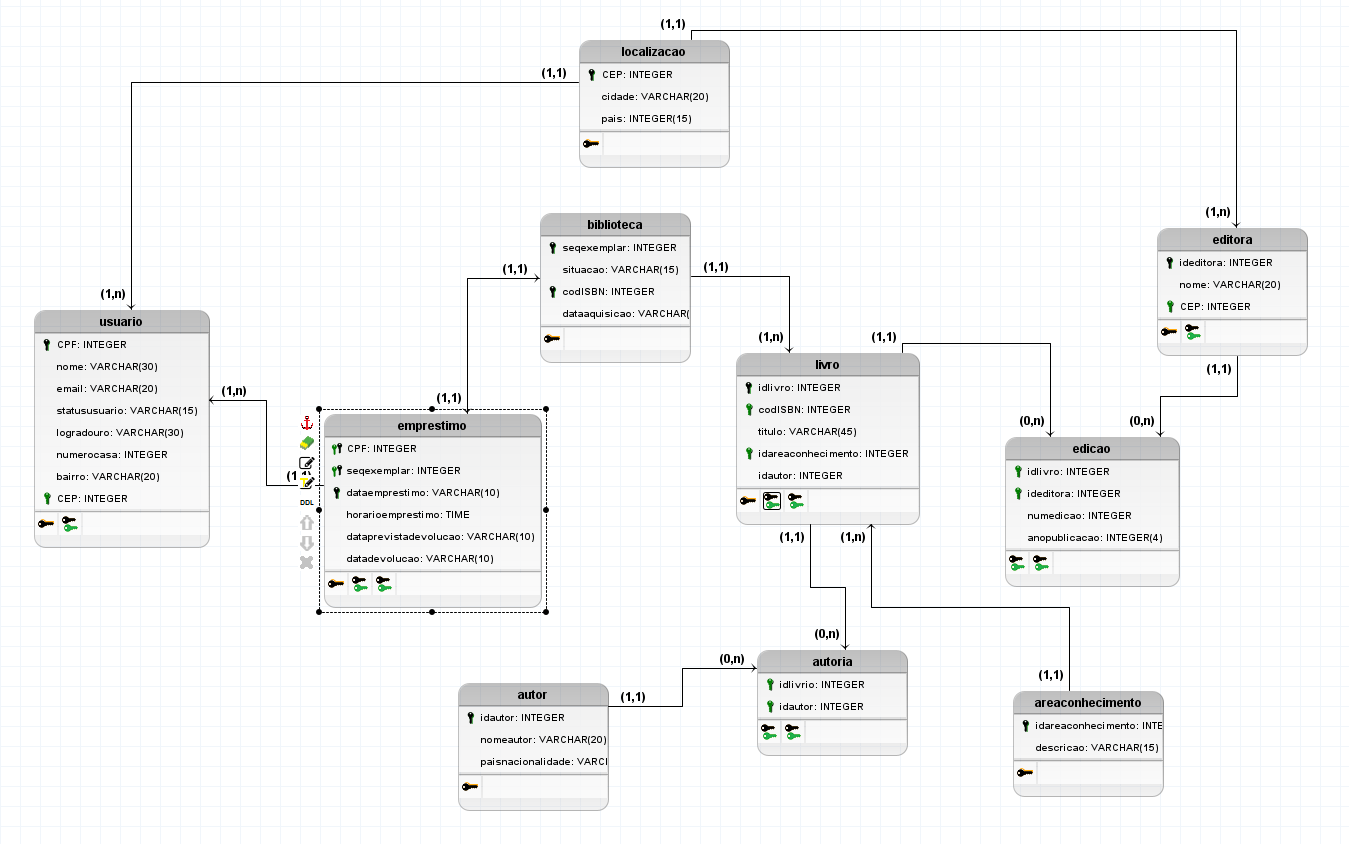 (1,1)
localizacao
CEP: INTEGER
cidade: VARCHAR(20)
pais: INTEGER(15)
(1,1)
(1,n)
(1,n)
biblioteca
seqexemplar: INTEGER
situacao: VARCHAR(15)
codISBN: INTEGER
dataaquisicao: VARCHAR(
(1,1)
(1,1)
editora
ideditora: INTEGER
nome: VARCHAR(20)
CEP: INTEGER
(1,1)
usuario
CPF: INTEGER
nome: VARCHAR(30)
email: VARCHAR(20)
statususuario: VARCHAR(15)
logradouro: VARCHAR(30)
numerocasa: INTEGER
bairro: VARCHAR(20)
CEP: INTEGER
(1,n)
(1,1)
emprestimo
CPF: INTEGER
seqexemplar: INTEGER
dataemprestimo: VARCHAR(10)
horarioemprestimo: TIME
dataprevistadevolucao: VARCHAR(10)
datadevolucao: VARCHAR(10)
DDL
(1,n)
livro
idlivro: INTEGER
codISBN: INTEGER
titulo: VARCHAR(45)
idareaconhecimento: INTEGER
idautor: INTEGER
(1,1)
(0,n)
(0,n)
edicao
idlivro: INTEGER
ideditora: INTEGER
numedicao: INTEGER
anopublicacao: INTEGER(4)
(1,1)
(1,n)
(0,n)
autoria
idlivrio: INTEGER
idautor: INTEGER
(0,n)
(1,1)
autor
idautor: INTEGER
nomeautor: VARCHAR(20)
paisnacionalidade: VARCI
(1,1)
areaconhecimento
idareaconhecimento: INTE
descricao: VARCHAR(15)